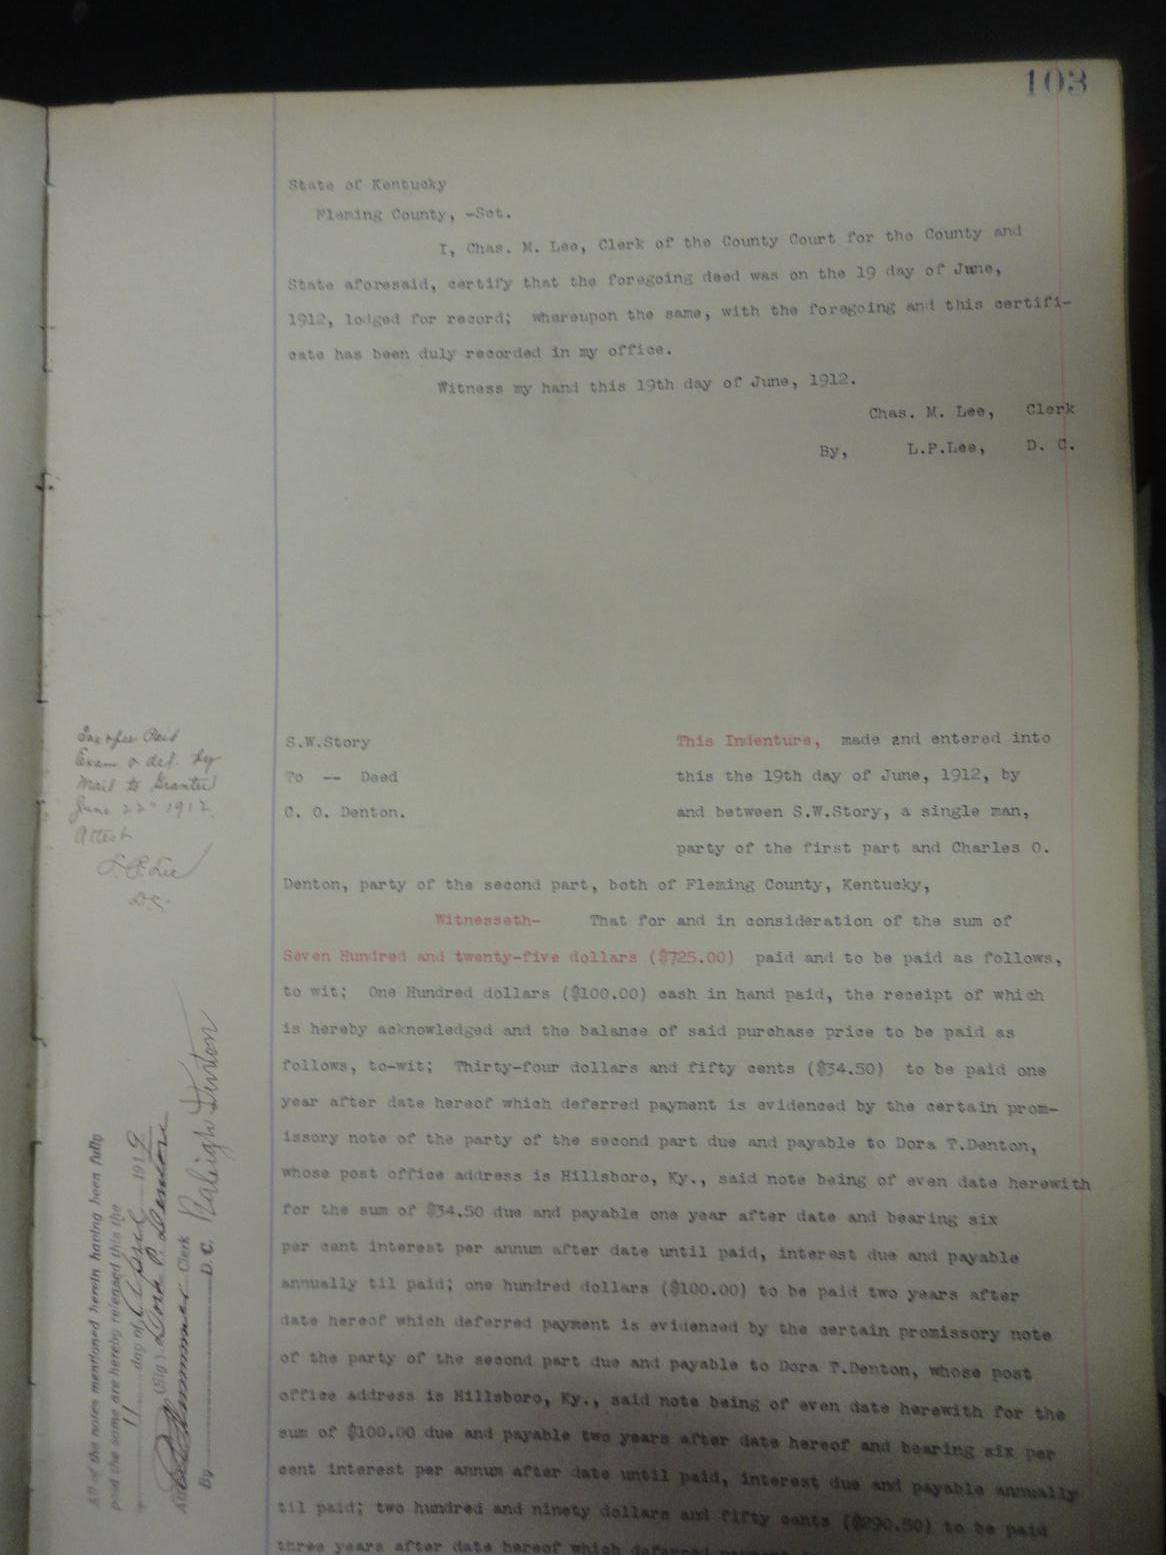 103
State of Kentucky
Fleming County, -Sct.
I, Chas. M. Lee, Clerk of the County Court for the County and
State aforesaid, certify that the foregoing deed was on the 19 day of June,
1912, lodged for record; whereupon the same, with the foregoing and this certifi-
cate has been duly recorded in my office.
Witness my hand this 19th day of June, 1912.
Chas. M. Lee, Clerk
By, L.P.Lee, D. C.
Paid
Exam & del. by
Mail to Grantee
June 22" 1912
Attest
L.P. Lee
D.C.
S.W.Story
To -- Deed
C. O. Denton.
This Indenture, made and entered into
this the 19th day of June, 1912, by
and between S.W.Story, a single man,
party of the first part and Charles O.
Denton, party of the second part, both of Fleming County, Kentucky,
Witnesseth- That for and in consideration of the sum of
Seven Hundred and twenty-five dollars ($725.00) paid and to be paid as follows,
to wit; One Hundred dollars ($100.00) cash in hand paid, the receipt of which
is hereby acknowledged and the balance of said purchase price to be paid as
follows, to-wit; Thirty-four dollars and fifty cents ($34.50) to be paid one
year after date hereof which deferred payment is evidenced by the certain prom-
issory note of the party of the second part due and payable to Dora T.Denton,
whose post office address is Hillsboro, Ky., said note being of even date herewith
for the sum of $34.50 due and payable one year after date and bearing six
per cent interest per annum after date until paid, interest due and payable
annually til paid; one hundred dollars ($100.00) to be paid two years after
date hereof which deferred payment is evidenced by the certain promissory note
of the party of the second part due and payable to Dora T.Denton, whose post
office address is Hillsboro, Ky., said note being of even date herewith for the
sum of $100.00 due and payable two years after date hereof and bearing six per
cent interest per annum after date until paid, interest due and payable annually
til paid; two hundred and ninety dollars and fifty cents ($290.50) to be paid
three years after date hereof which deferred payment
All of the notes mentioned herein having been fully
paid the same are hereby released this the
11 day of April 1919
(Sig) Denton
Clerk Raleigh Denton
By D. C.